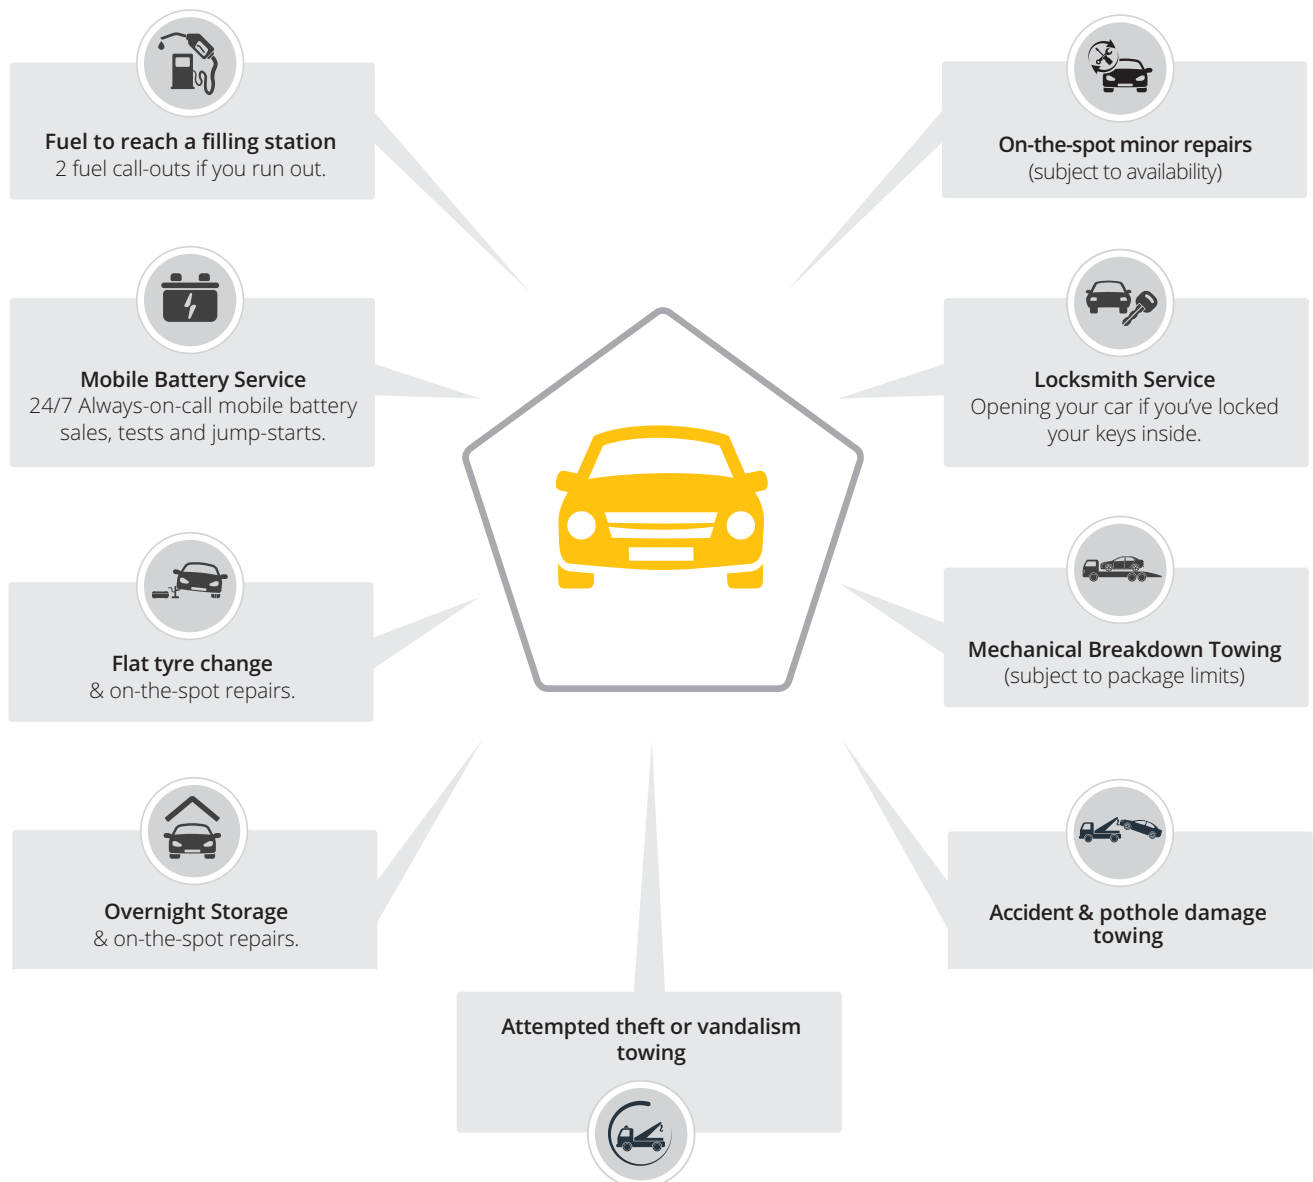 Fuel to reach a filling station
2 fuel call-outs if you run out.
On-the-spot minor repairs
(subject to availability)
Mobile Battery Service
24/7 Always-on-call mobile battery
sales, tests and jump-starts.
Locksmith Service
Opening your car if you’ve locked
your keys inside.
Flat tyre change
& on-the-spot repairs.
Mechanical Breakdown Towing
(subject to package limits)
Overnight Storage
& on-the-spot repairs.
Accident & pothole damage
towing
Attempted theft or vandalism
towing